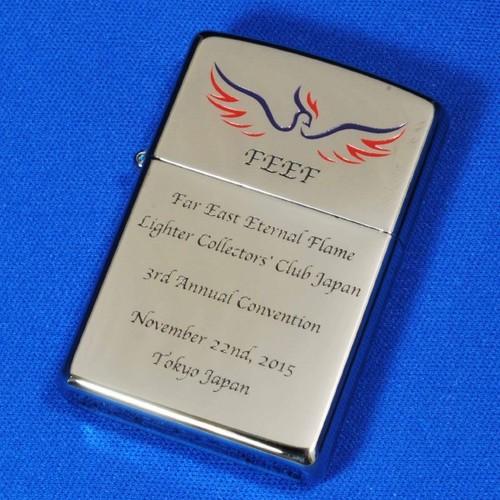 FEEF
Far East Eternal Flame
Lighter Collectors' Club Japan
3rd Annual Convention
November 22nd, 2015
Tokyo Japan